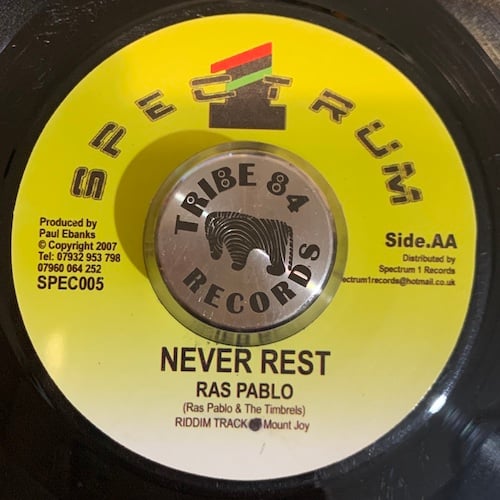 SPECTRUM
1
TRIBE 84
RECORDS
Produced by
Paul Ebanks
© Copyright 2007
Tel: 07932 953 798
07960 064 252
SPEC005
Side.AA
Distributed by
Spectrum 1 Records
ectrum1records@hotmail.co.uk
NEVER REST
RAS PABLO
(Ras Pablo & The Timbrels)
RIDDIM TRACK Mount Joy